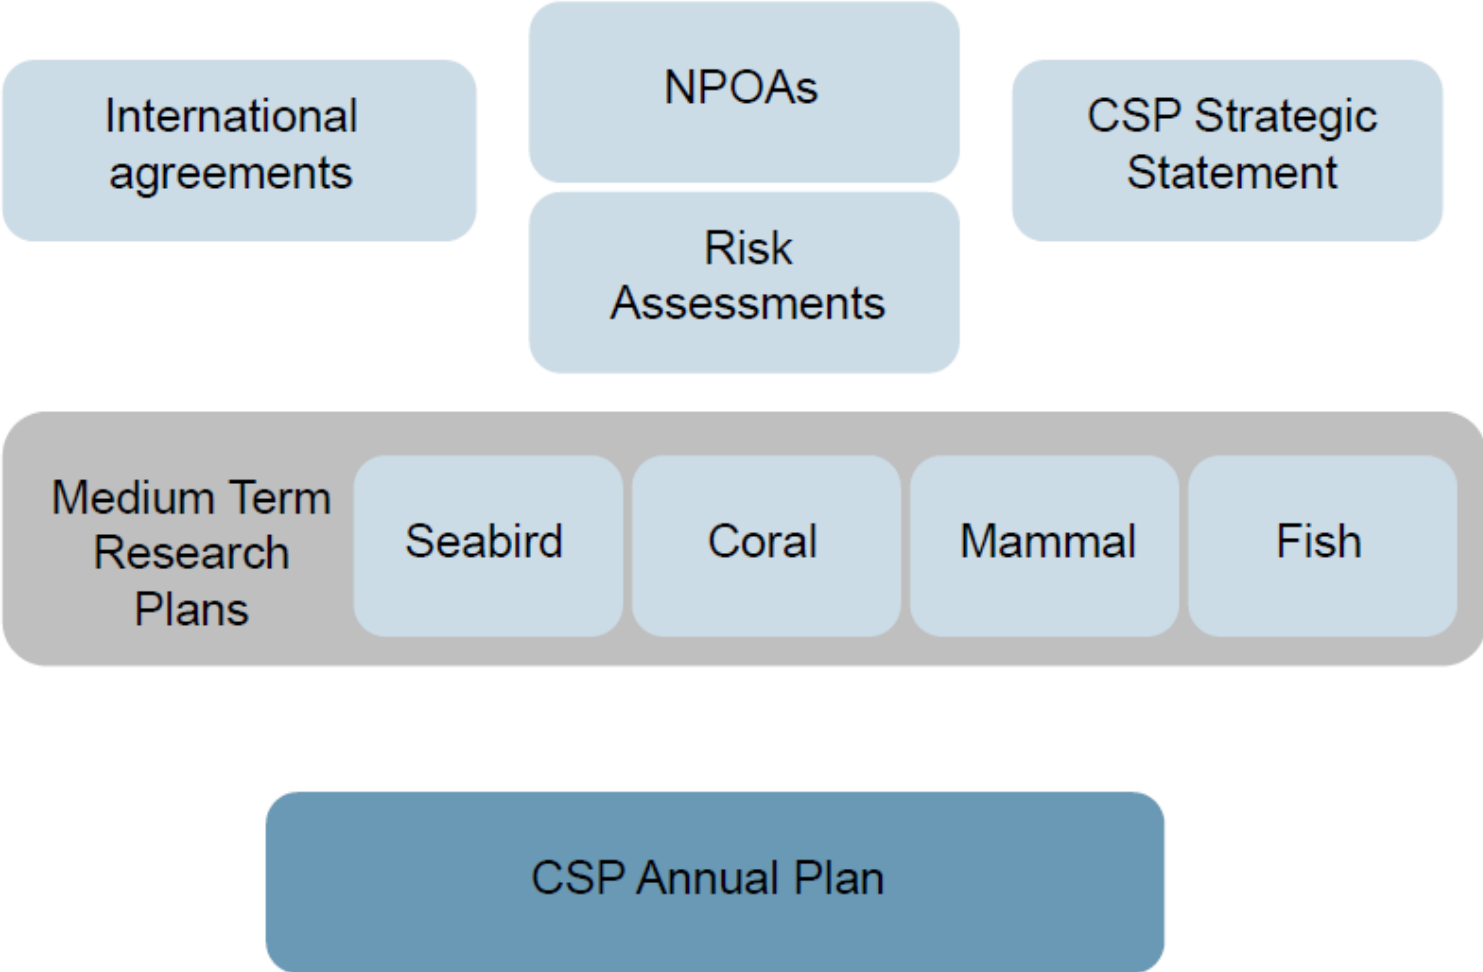 International
agreements
NPOAs
Risk
Assessments
CSP Strategic
Statement
Medium Term
Research
Plans
Seabird
Coral
Mammal
Fish
CSP Annual Plan